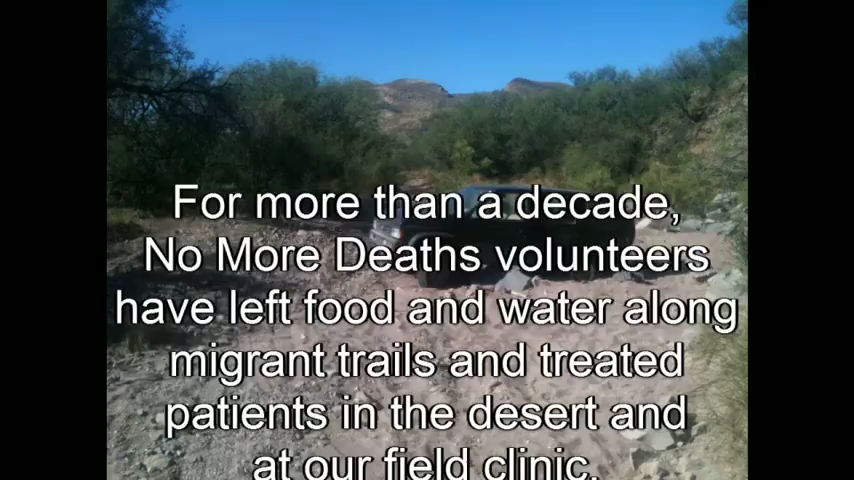 For more than a decade,
No More Deaths volunteers
have left food and water along
migrant trails and treated
patients in the desert and
at our field clinic.